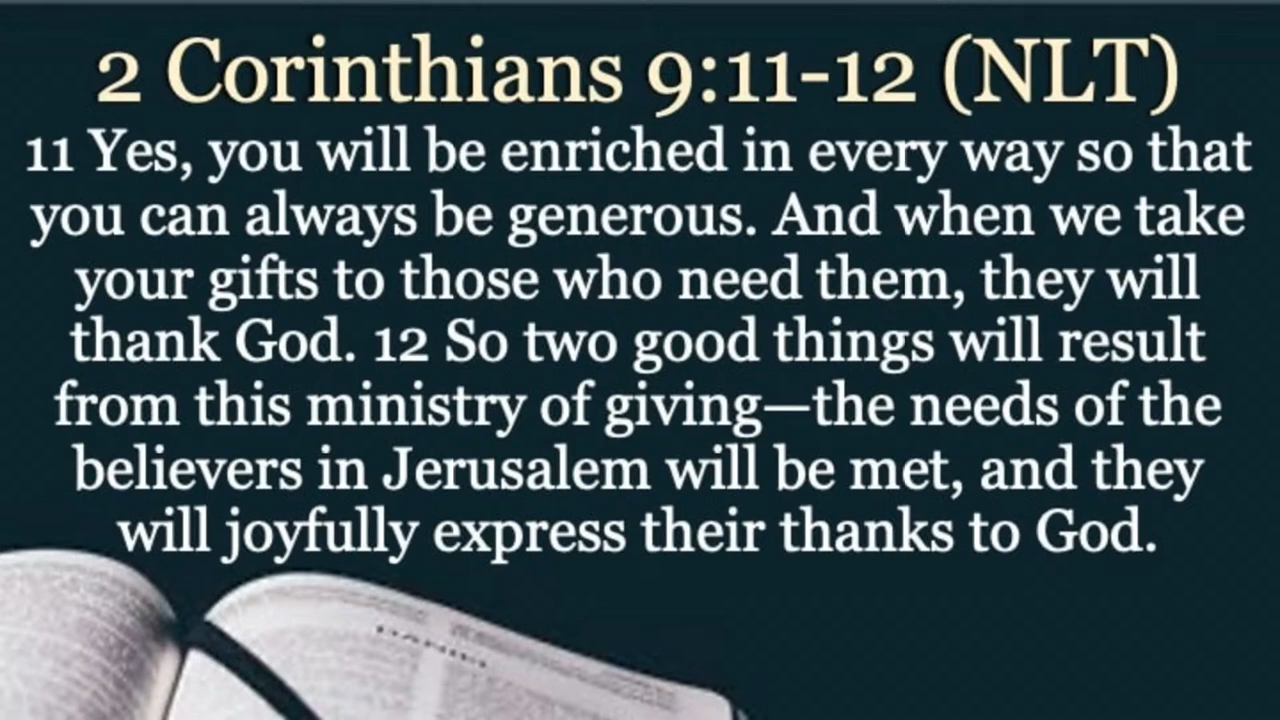 2 Corinthians 9:11-12 (NLT)
11 Yes, you will be enriched in every way so that
you can always be generous. And when we take
your gifts to those who need them, they will
thank God. 12 So two good things will result
from this ministry of giving—the needs of the
believers in Jerusalem will be met, and they
will joyfully express their thanks to God.
DANIEL